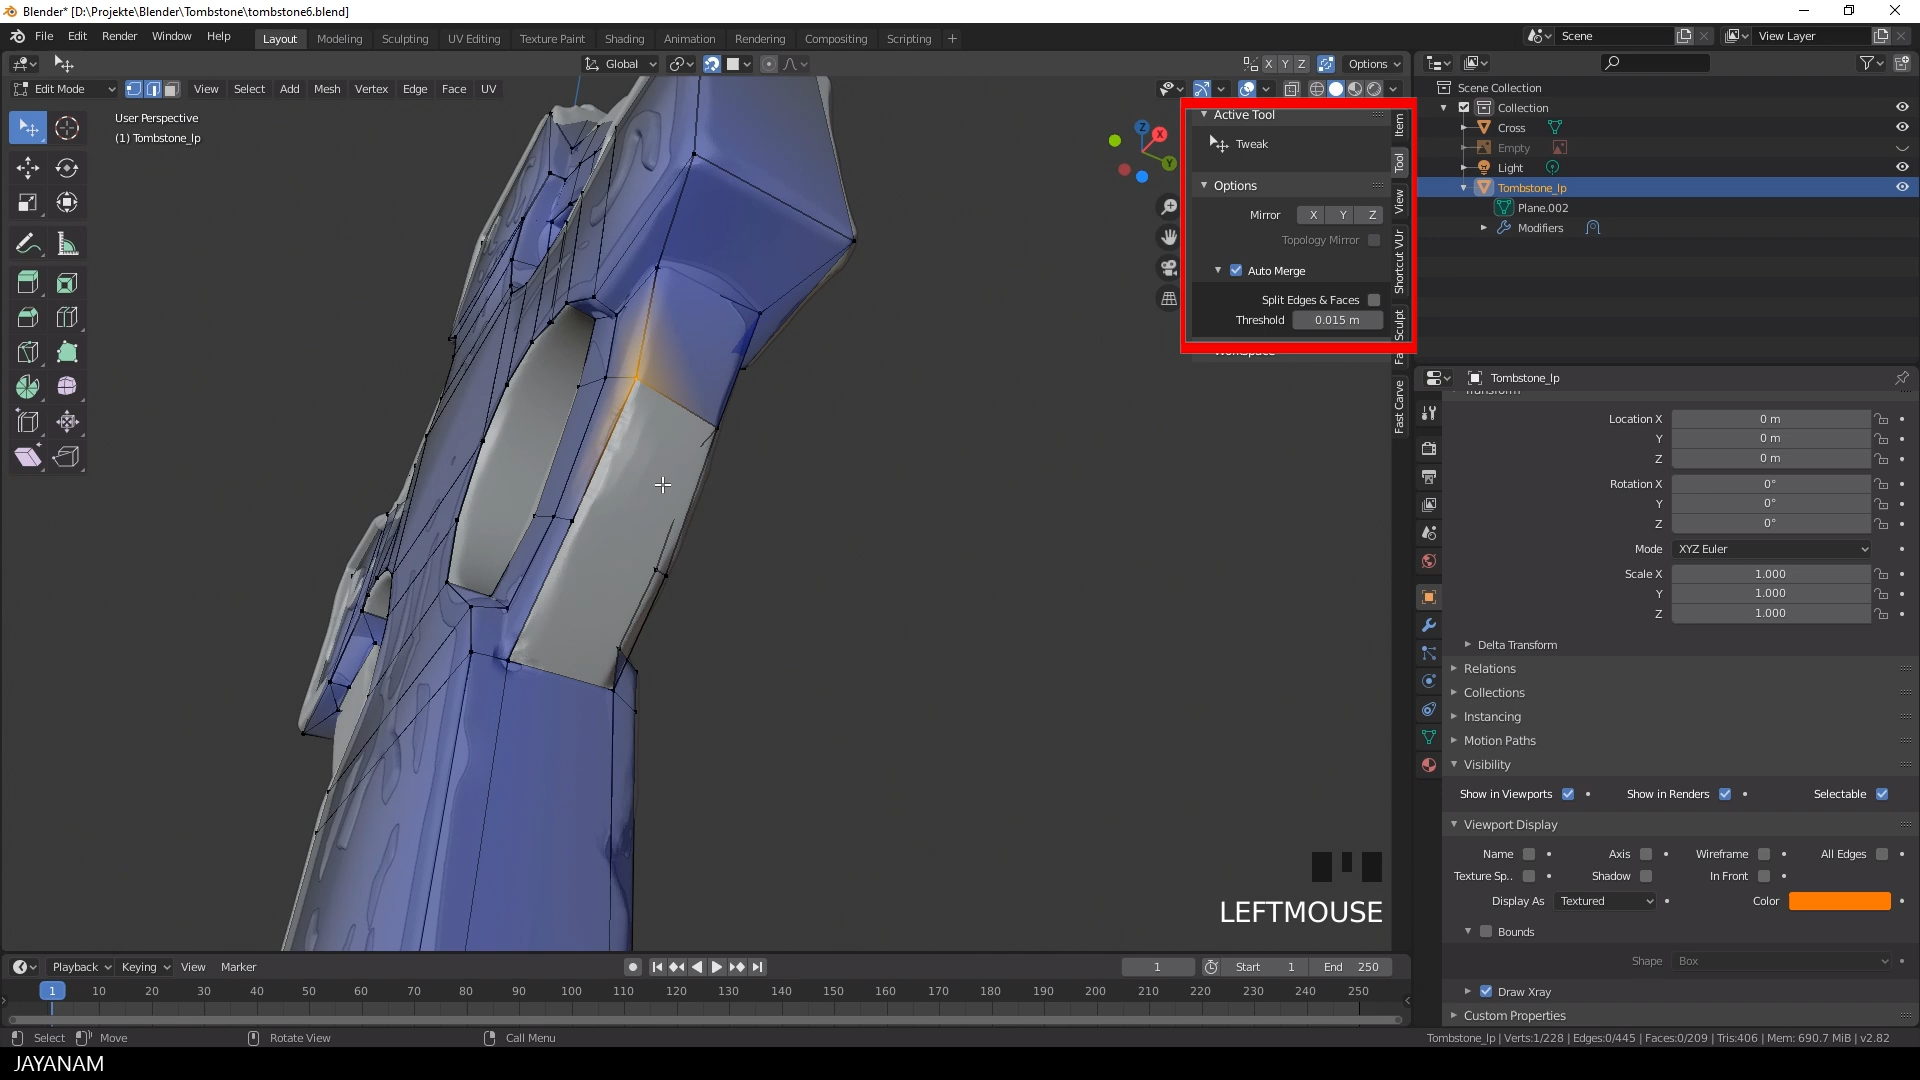 Blender* [D:\Projekte\Blender\Tombstone\tombstone6.blend]
File Edit Render Window Help Layout Modeling Sculpting UV Editing Texture Paint Shading Animation Rendering Compositing Scripting + Scene View Layer
Global X Y Z Options
Edit Mode View Select Add Mesh Vertex Edge Face UV
User Perspective
(1) Tombstone_lp
Z X Y
Active Tool
Tweak
Options
Mirror X Y Z
Topology Mirror
Auto Merge
Split Edges & Faces
Threshold 0.015 m
Item
Tool
View
Shortcut VUr
Sculpt
Fa
Fast Carve
Scene Collection
Collection
Cross
Empty
Light
Tombstone_lp
Plane.002
Modifiers
Tombstone_lp
Location X 0 m
Y 0 m
Z 0 m
Rotation X 0°
Y 0°
Z 0°
Mode XYZ Euler
Scale X 1.000
Y 1.000
Z 1.000
Delta Transform
Relations
Collections
Instancing
Motion Paths
Visibility
Show in Viewports Show in Renders Selectable
Viewport Display
Name Axis Wireframe All Edges
Texture Sp.. Shadow In Front
Display As Textured Color
Bounds
Shape Box
Draw Xray
Custom Properties
LEFTMOUSE
Playback Keying View Marker 1 Start 1 End 250
1 10 20 30 40 50 60 70 80 90 100 110 120 130 140 150 160 170 180 190 200 210 220 230 240 250
Select Move Rotate View Call Menu Tombstone_lp | Verts:1/228 | Edges:0/445 | Faces:0/209 | Tris:406 | Mem: 690.7 MiB | v2.82
JAYANAM